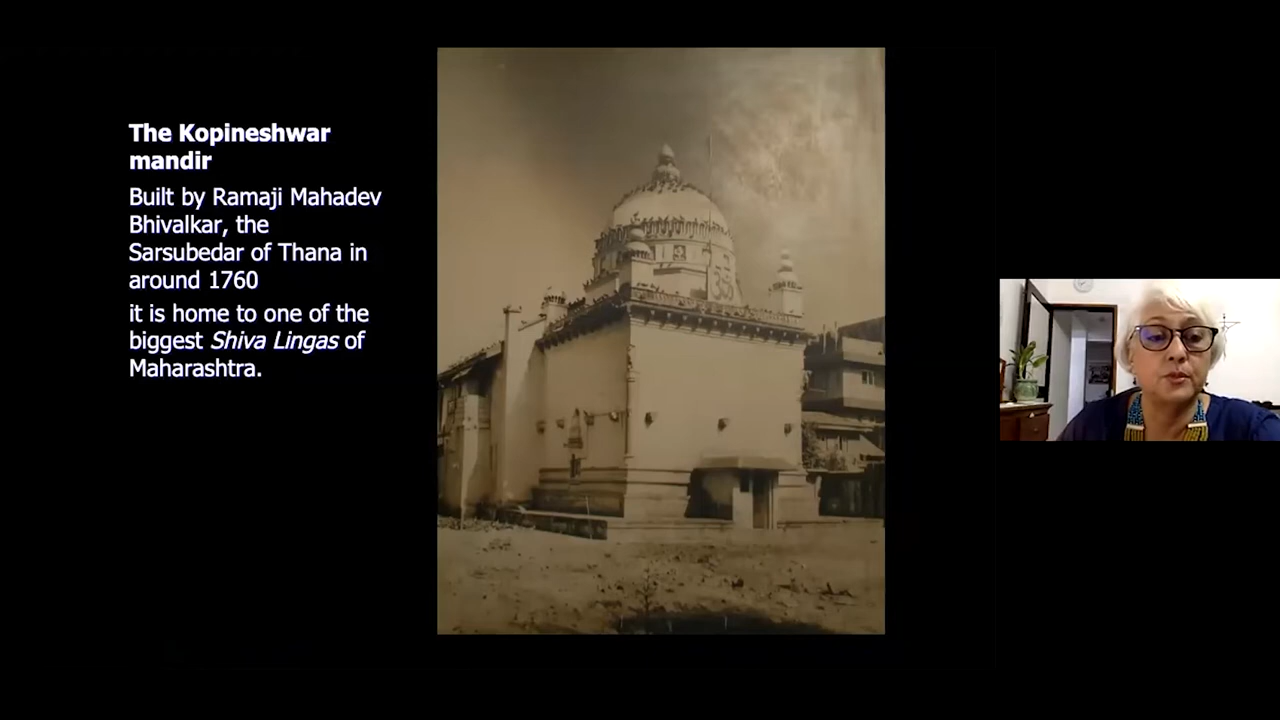 The Kopineshwar
mandir
Built by Ramaji Mahadev
Bhivalkar, the
Sarsubedar of Thana in
around 1760
it is home to one of the
biggest Shiva Lingas of
Maharashtra.
ॐ